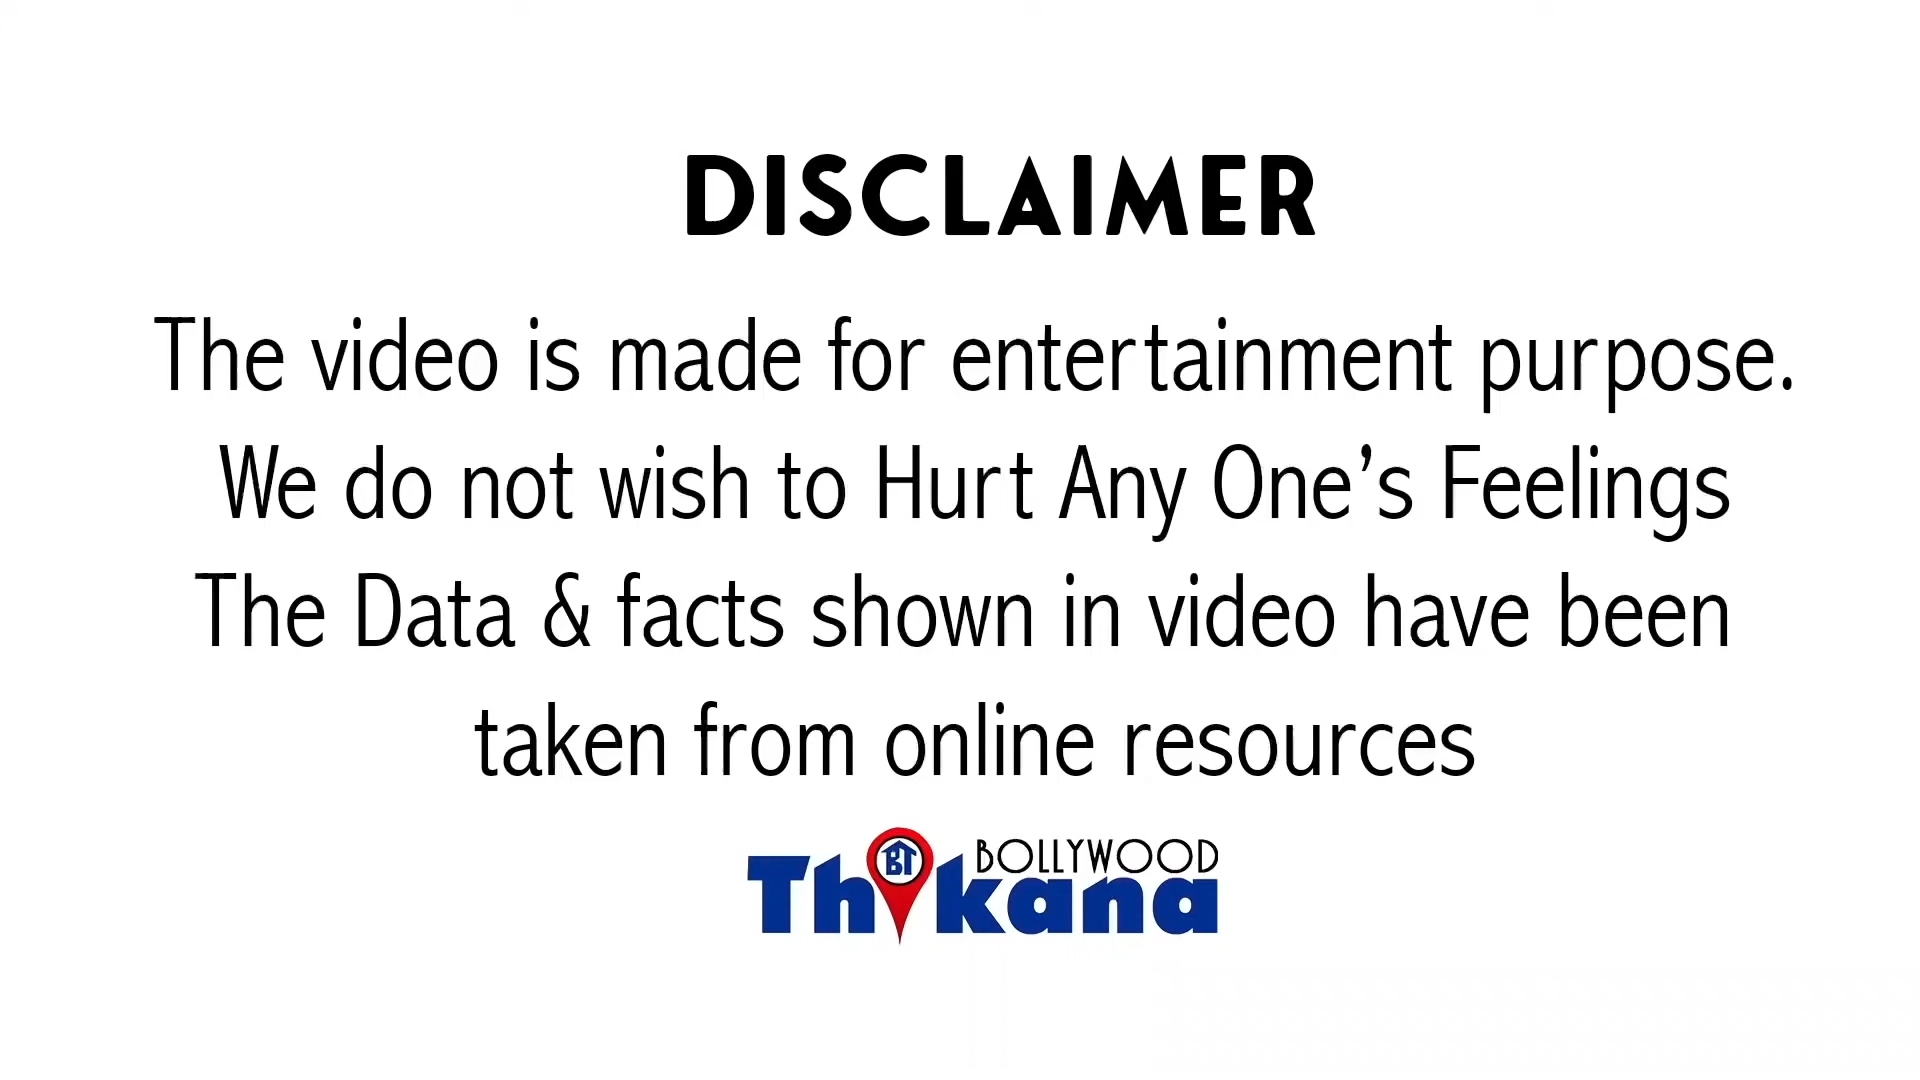 DISCLAIMER
The video is made for entertainment purpose.
We do not wish to Hurt Any One’s Feelings
The Data & facts shown in video have been
taken from online resources
BT
BOLLYWOOD
Thikana